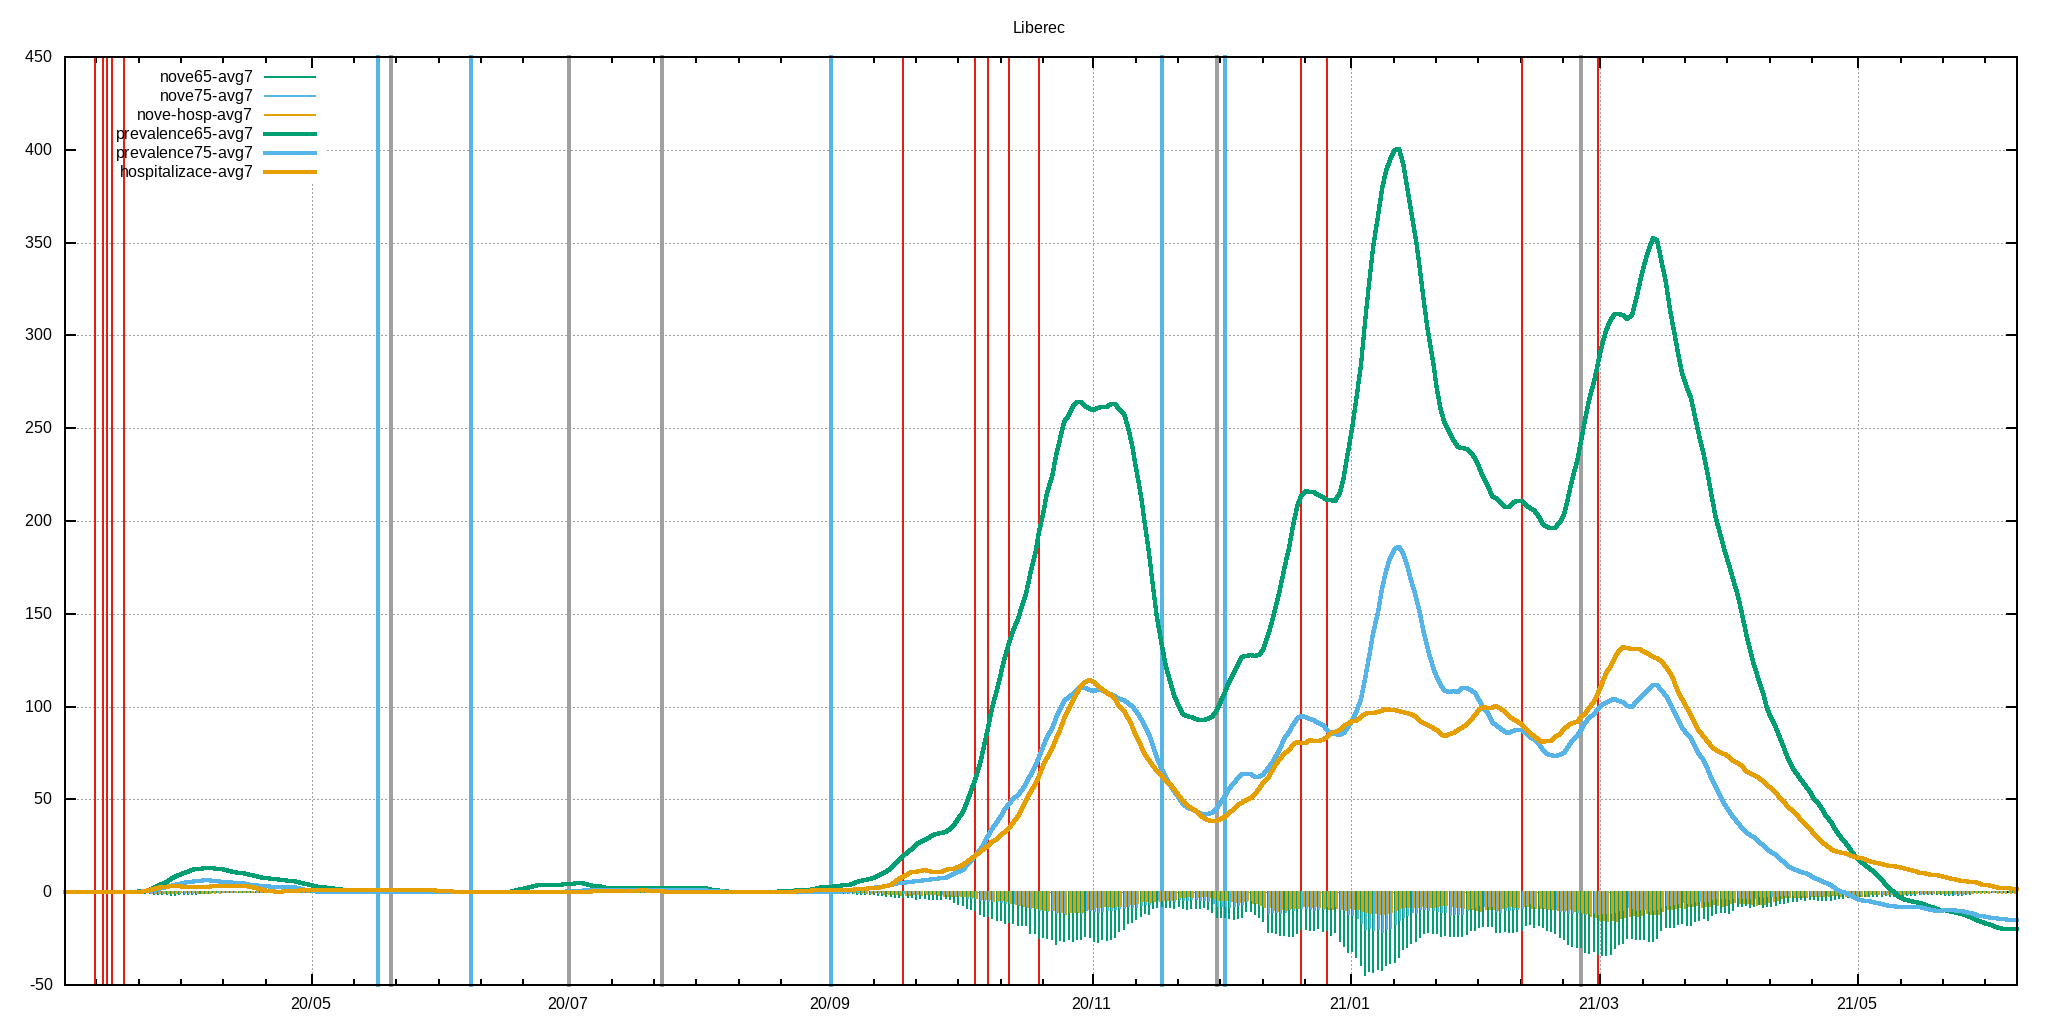 Liberec
450
400
350
300
250
200
150
100
50
0
-50
nove65-avg7
nove75-avg7
nove-hosp-avg7
prevalence65-avg7
prevalence75-avg7
hospitalizace-avg7
20/05 20/07 20/09 20/11 21/01 21/03 21/05